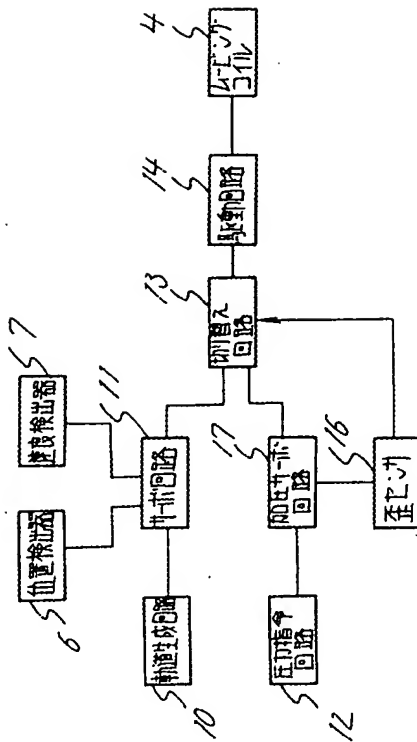 6
位置検出器
速度検出器
7
10
軌道生成回路
サーボ回路
11
12
圧力指令
回路
加圧サーボ
回路
17
歪センサ
16
切り替え
回路
13
駆動回路
14
ムービング
コイル
4